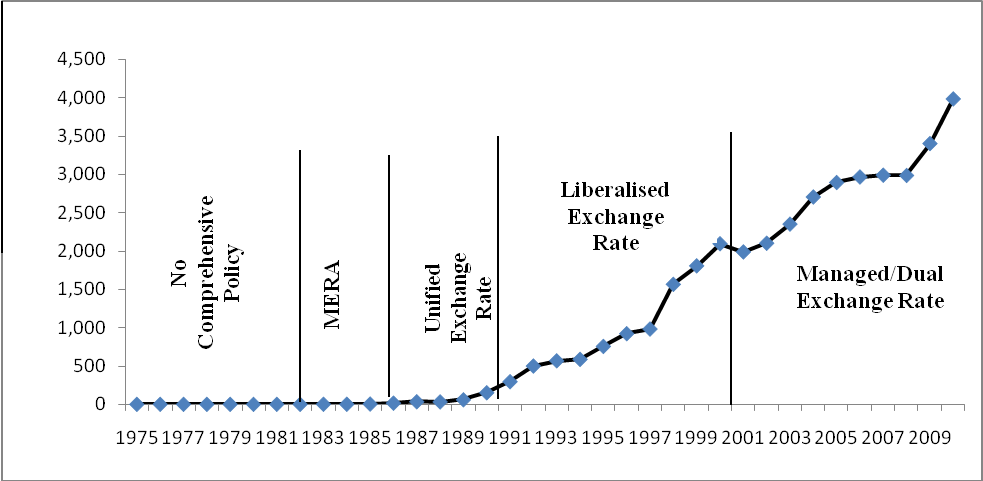 4,500
4,000
3,500
3,000
2,500
2,000
1,500
1,000
500
0
No
Comprehensive
Policy
MERA
Unified
Exchange
Rate
Liberalised
Exchange
Rate
Managed/Dual
Exchange Rate
1975 1977 1979 1981 1983 1985 1987 1989 1991 1993 1995 1997 1999 2001 2003 2005 2007 2009